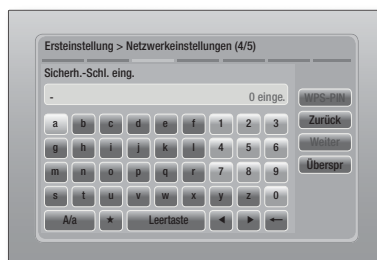 Ersteinstellung > Netzwerkeinstellungen (4/5)
Sicherh.-Schl. eing.
- 0 einge. WPS-PIN
a b c d e f 1 2 3 Zurück
g h i j k l 4 5 6 Weiter
m n o p q r 7 8 9 Überspr
s t u v w x y z 0
A/a ★ Leertaste ◀ ▶ ←